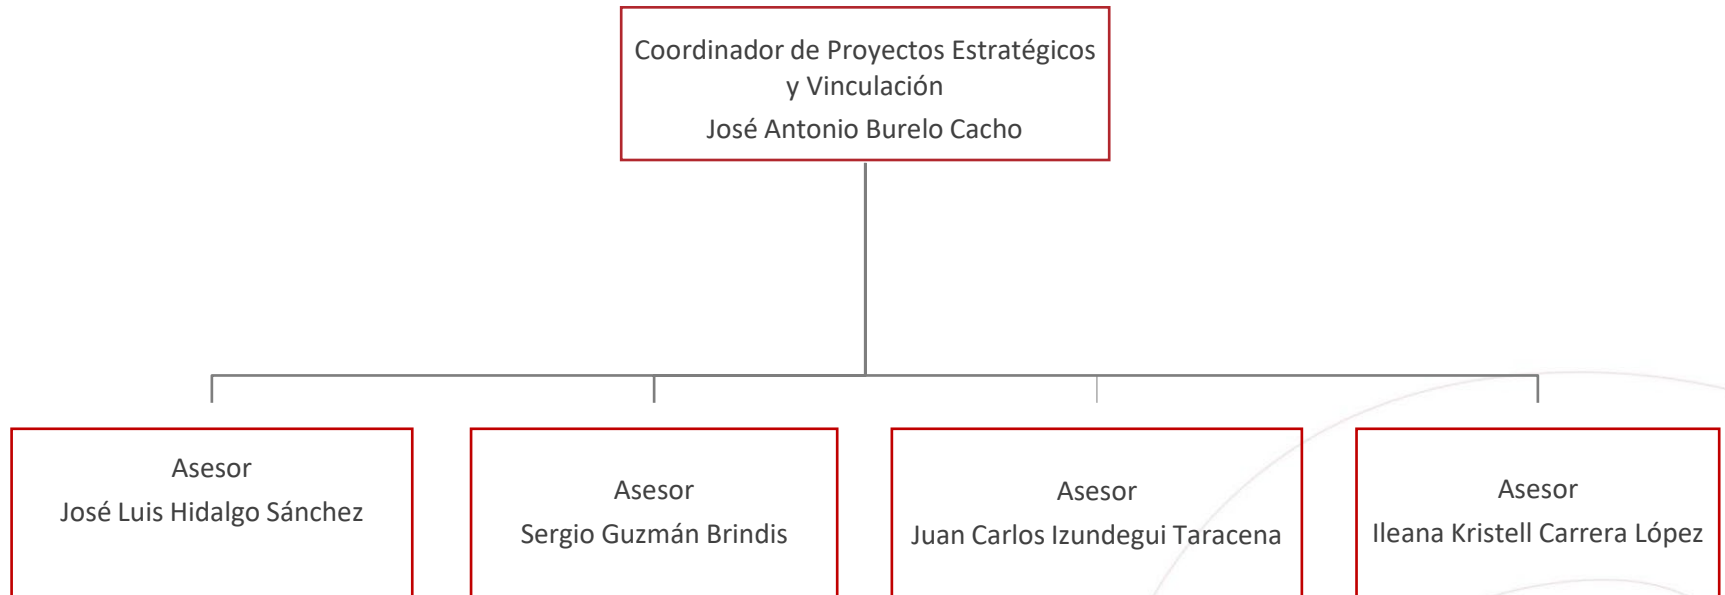 Coordinador de Proyectos Estratégicos
y Vinculación
José Antonio Burelo Cacho
Asesor
José Luis Hidalgo Sánchez
Asesor
Sergio Guzmán Brindis
Asesor
Juan Carlos Izundegui Taracena
Asesor
Ileana Kristell Carrera López